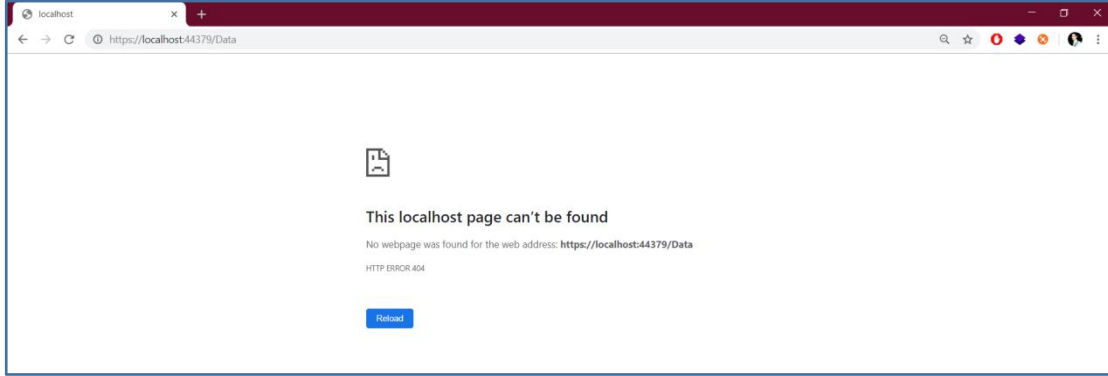 localhost
https://localhost:44379/Data
This localhost page can't be found
No webpage was found for the web address: https://localhost:44379/Data
HTTP ERROR 404
Reload